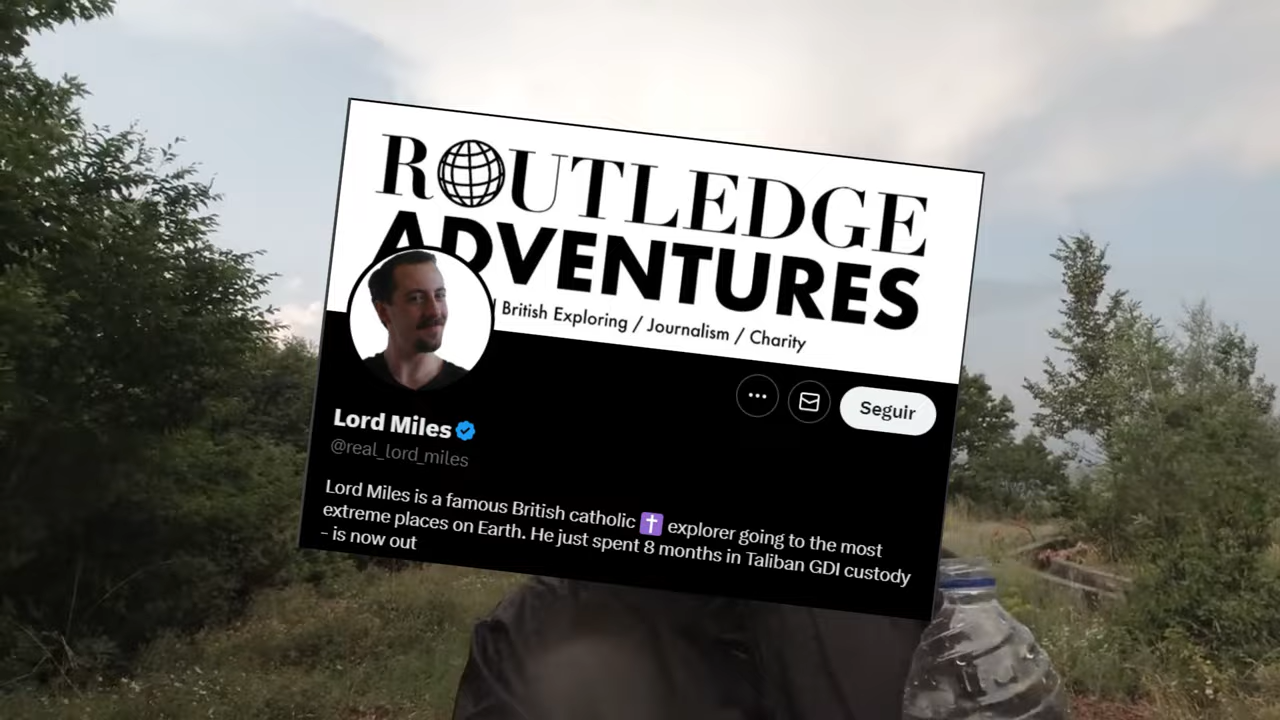 ROUTLEDGE
ADVENTURES
British Exploring / Journalism / Charity
Seguir
Lord Miles
@real_lord_miles
Lord Miles is a famous British catholic ✝️ explorer going to the most
extreme places on Earth. He just spent 8 months in Taliban GDI custody
- is now out